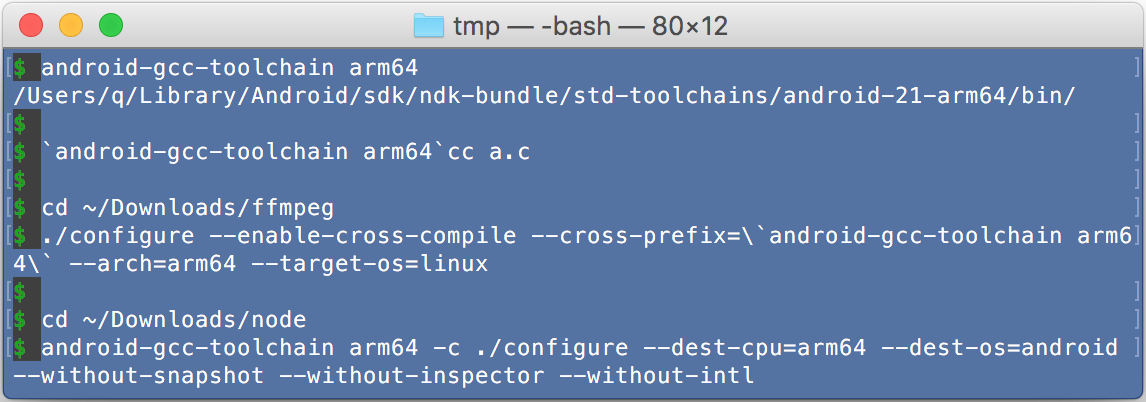 tmp — -bash — 80×12
[$ android-gcc-toolchain arm64 ]
/Users/q/Library/Android/sdk/ndk-bundle/std-toolchains/android-21-arm64/bin/
[$ ]
[$ `android-gcc-toolchain arm64`cc a.c ]
[$ ]
[$ cd ~/Downloads/ffmpeg ]
[$ ./configure --enable-cross-compile --cross-prefix=\`android-gcc-toolchain arm6]
4\` --arch=arm64 --target-os=linux
[$ ]
[$ cd ~/Downloads/node ]
[$ android-gcc-toolchain arm64 -c ./configure --dest-cpu=arm64 --dest-os=android ]
--without-snapshot --without-inspector --without-intl